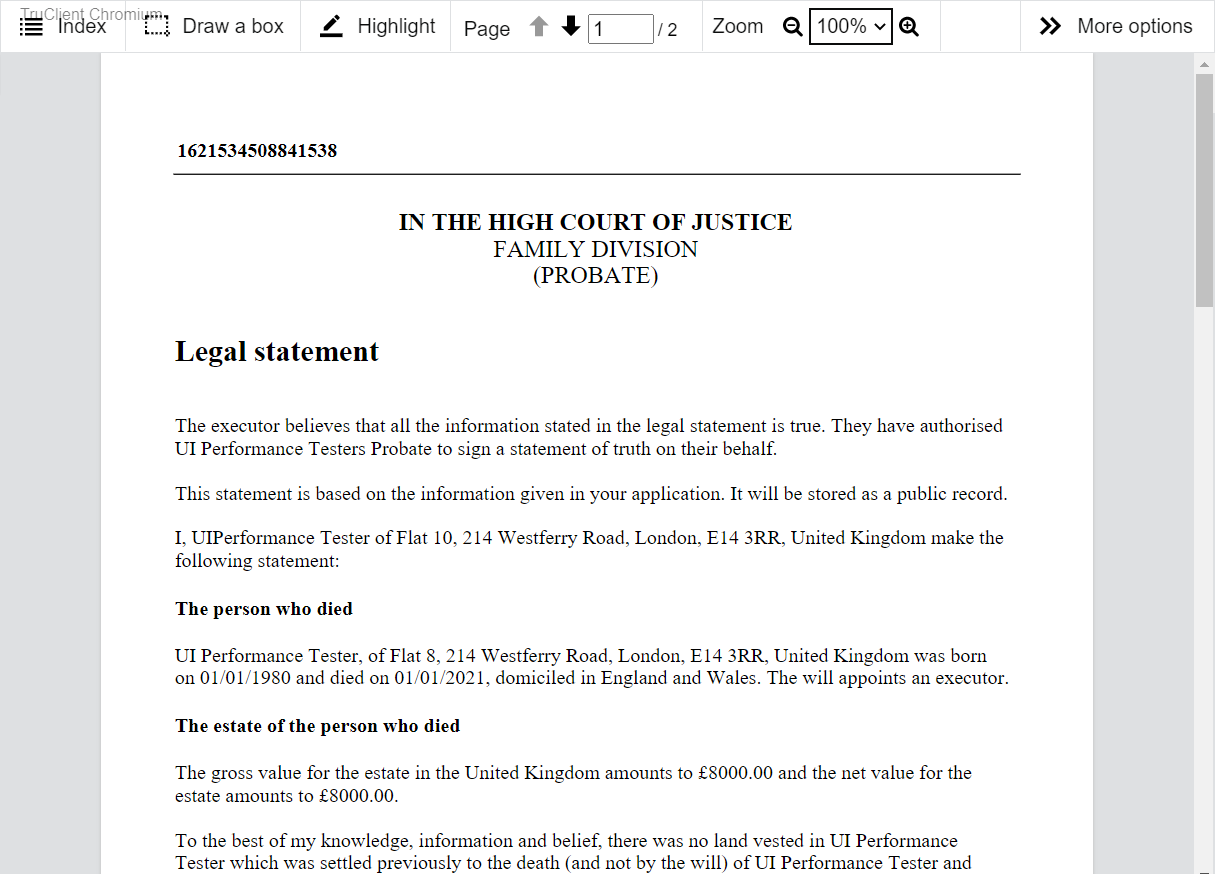 TruClient Chromium
Index
Draw a box
Highlight
Page
1
/ 2
Zoom
100%
More options
1621534508841538
IN THE HIGH COURT OF JUSTICE
FAMILY DIVISION
(PROBATE)
Legal statement
The executor believes that all the information stated in the legal statement is true. They have authorised
UI Performance Testers Probate to sign a statement of truth on their behalf.
This statement is based on the information given in your application. It will be stored as a public record.
I, UIPerformance Tester of Flat 10, 214 Westferry Road, London, E14 3RR, United Kingdom make the
following statement:
The person who died
UI Performance Tester, of Flat 8, 214 Westferry Road, London, E14 3RR, United Kingdom was born
on 01/01/1980 and died on 01/01/2021, domiciled in England and Wales. The will appoints an executor.
The estate of the person who died
The gross value for the estate in the United Kingdom amounts to £8000.00 and the net value for the
estate amounts to £8000.00.
To the best of my knowledge, information and belief, there was no land vested in UI Performance
Tester which was settled previously to the death (and not by the will) of UI Performance Tester and